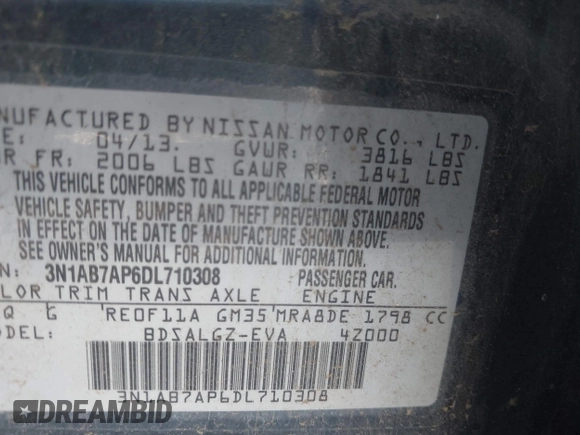 NUFACTURED BY NISSAN MOTOR CO., LTD.
E: 04/13 GVWR: 3816 LBS
R FR: 2006 LBS GAWR RR: 1841 LBS
THIS VEHICLE CONFORMS TO ALL APPLICABLE FEDERAL MOTOR
VEHICLE SAFETY, BUMPER AND THEFT PREVENTION STANDARDS
IN EFFECT ON THE DATE OF MANUFACTURE SHOWN ABOVE.
SEE OWNER'S MANUAL FOR ADDITIONAL INFORMATION.
N: 3N1AB7AP6DL710308 PASSENGER CAR.
LOR TRIM TRANS AXLE ENGINE
Q G RE0F11A GM35 MRA8DE 1798 CC
BDSALGZ-EVA 4Z000
3N1AB7AP6DL710308
DREAMBID